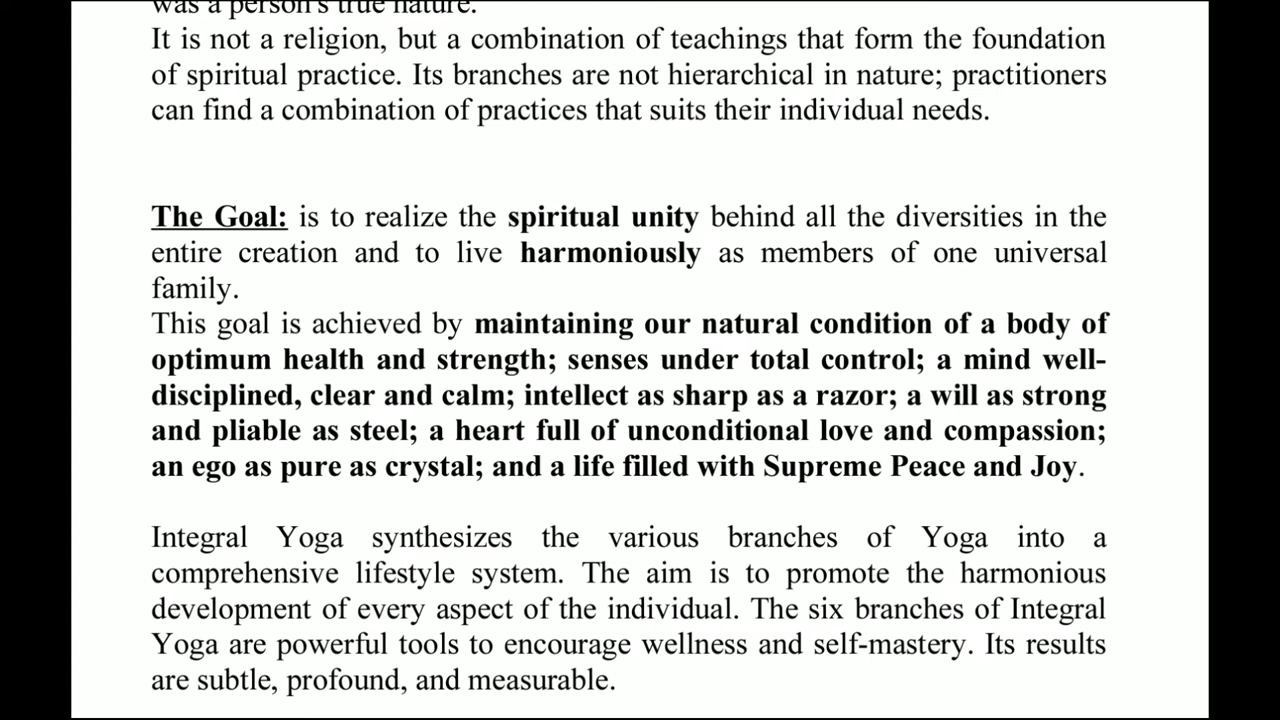 was a person's true nature.
It is not a religion, but a combination of teachings that form the foundation
of spiritual practice. Its branches are not hierarchical in nature; practitioners
can find a combination of practices that suits their individual needs.
The Goal: is to realize the spiritual unity behind all the diversities in the
entire creation and to live harmoniously as members of one universal
family.
This goal is achieved by maintaining our natural condition of a body of
optimum health and strength; senses under total control; a mind well-
disciplined, clear and calm; intellect as sharp as a razor; a will as strong
and pliable as steel; a heart full of unconditional love and compassion;
an ego as pure as crystal; and a life filled with Supreme Peace and Joy.
Integral Yoga synthesizes the various branches of Yoga into a
comprehensive lifestyle system. The aim is to promote the harmonious
development of every aspect of the individual. The six branches of Integral
Yoga are powerful tools to encourage wellness and self-mastery. Its results
are subtle, profound, and measurable.